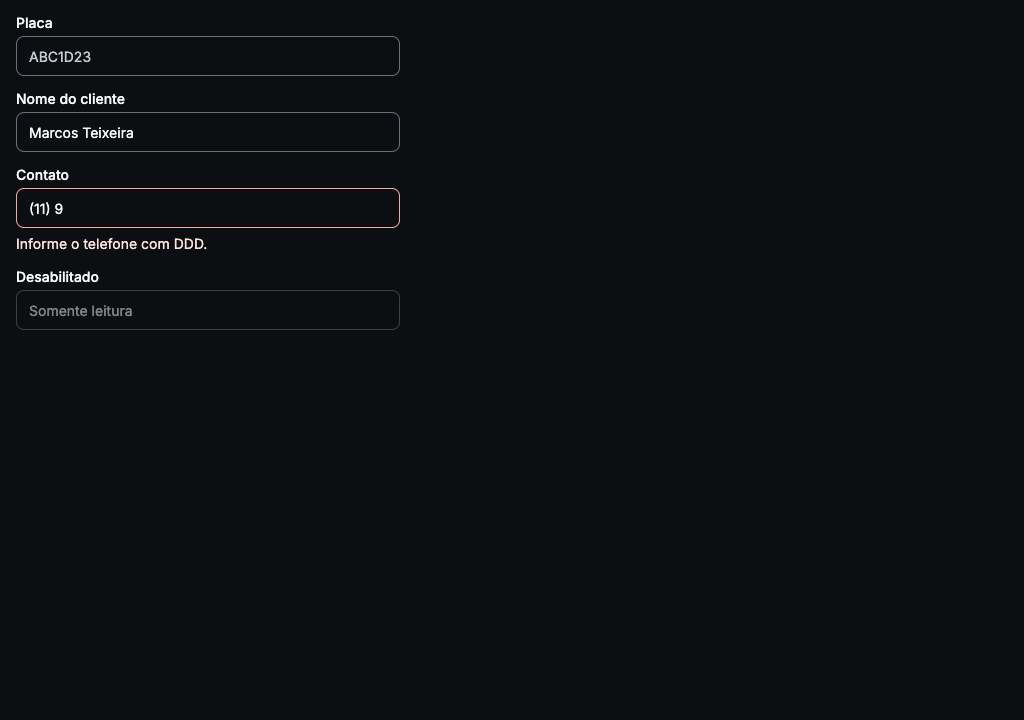 Placa
ABC1D23
Nome do cliente
Marcos Teixeira
Contato
(11) 9
Informe o telefone com DDD.
Desabilitado
Somente leitura